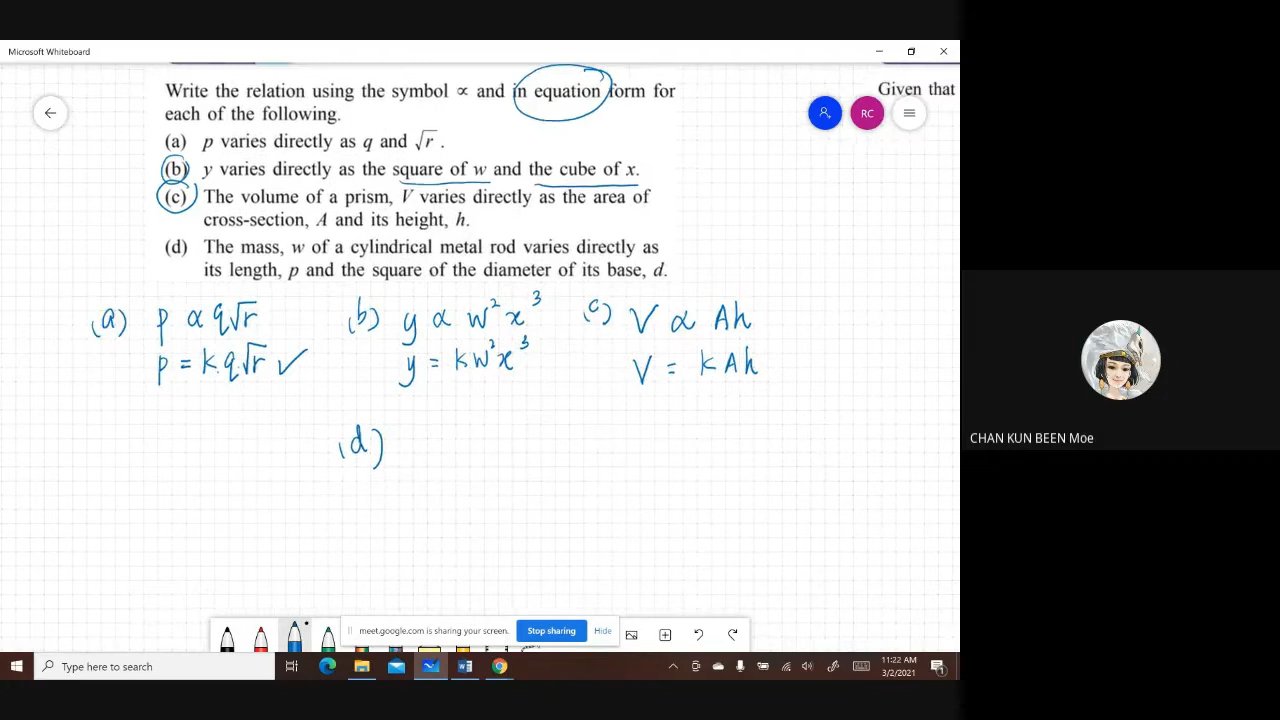 Microsoft Whiteboard
Write the relation using the symbol ∝ and in equation form for
each of the following.
(a) p varies directly as q and √r .
(b) y varies directly as the square of w and the cube of x.
(c) The volume of a prism, V varies directly as the area of
cross-section, A and its height, h.
(d) The mass, w of a cylindrical metal rod varies directly as
its length, p and the square of the diameter of its base, d.
Given that
RC
(a) p ∝ q√r
p = k.q.√r ✓
(b) y ∝ w² x³
y = kw²x³
(c) V ∝ Ah
V = kAh
(d)
CHAN KUN BEEN Moe
meet.google.com is sharing your screen.
Stop sharing
Hide
Type here to search
11:22 AM
3/2/2021
1